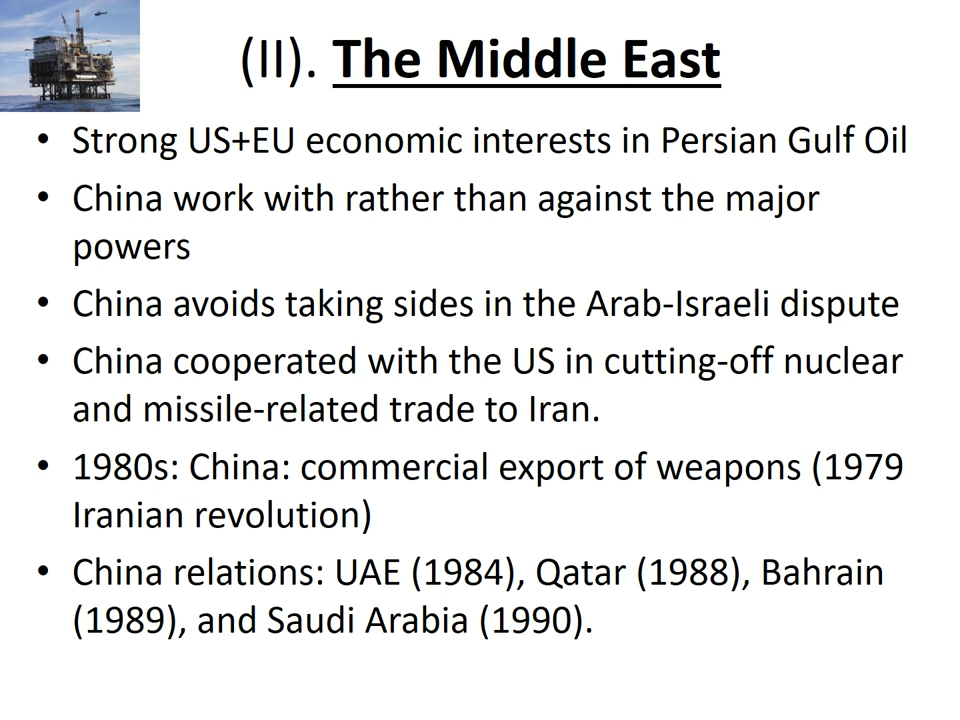 (II). The Middle East
• Strong US+EU economic interests in Persian Gulf Oil
• China work with rather than against the major
powers
• China avoids taking sides in the Arab-Israeli dispute
• China cooperated with the US in cutting-off nuclear
and missile-related trade to Iran.
• 1980s: China: commercial export of weapons (1979
Iranian revolution)
• China relations: UAE (1984), Qatar (1988), Bahrain
(1989), and Saudi Arabia (1990).